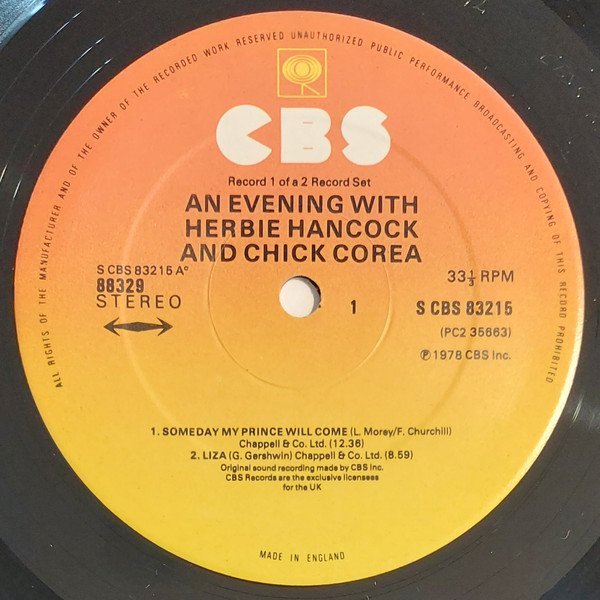 ALL RIGHTS OF THE MANUFACTURER AND OF THE OWNER OF THE RECORDED WORK RESERVED UNAUTHORIZED PUBLIC PERFORMANCE BROADCASTING AND COPYING OF THIS RECORD PROHIBITED
CBS
Record 1 of a 2 Record Set
AN EVENING WITH
HERBIE HANCOCK
AND CHICK COREA
S CBS 83215 A°
88329
STEREO
33⅓ RPM
1
S CBS 83215
(PC2 35663)
℗ 1978 CBS Inc.
1. SOMEDAY MY PRINCE WILL COME (L. Morey/F. Churchill)
Chappell & Co. Ltd. (12.36)
2. LIZA (G. Gershwin) Chappell & Co. Ltd. (8.59)
Original sound recording made by CBS Inc.
CBS Records are the exclusive licensees
for the UK
MADE IN ENGLAND